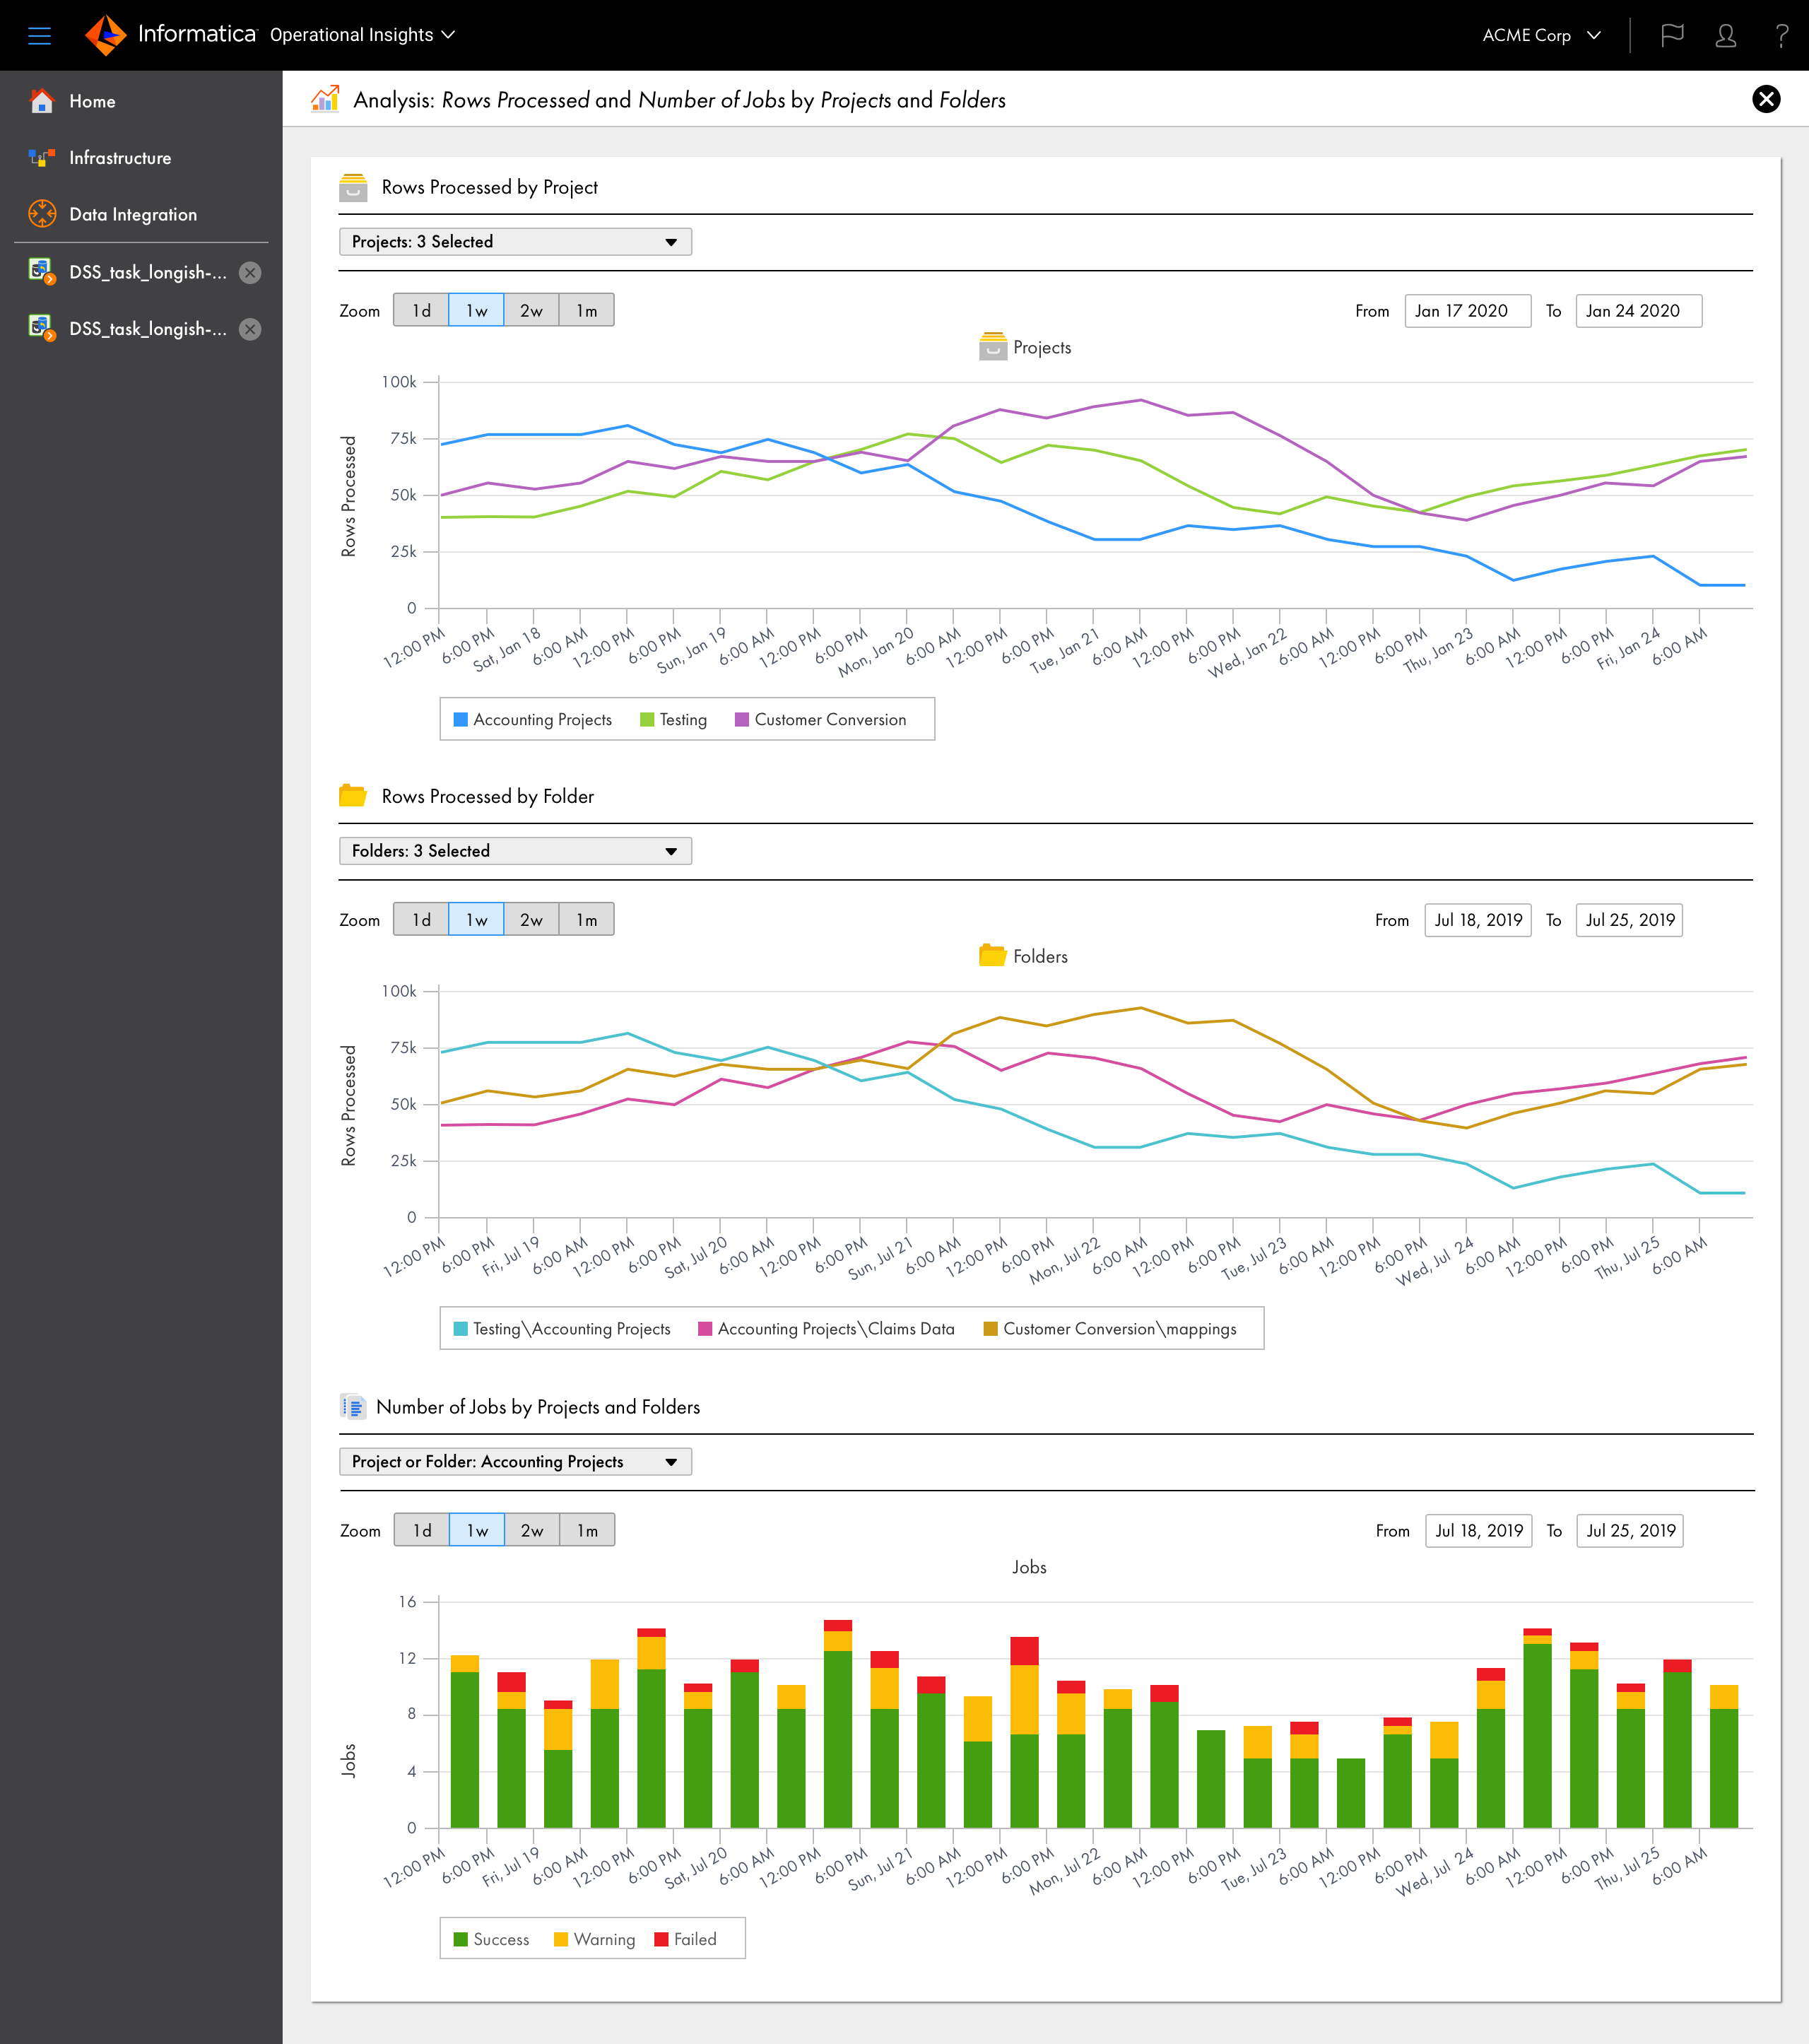 Informatica Operational Insights
ACME Corp
?
Home
Infrastructure
Data Integration
DSS_task_longish-...
DSS_task_longish-...
Analysis: Rows Processed and Number of Jobs by Projects and Folders
Rows Processed by Project
Projects: 3 Selected
Zoom 1d 1w 2w 1m From Jan 17 2020 To Jan 24 2020
Projects
Rows Processed
100k
75k
50k
25k
0
12:00 PM 6:00 PM Sat, Jan 18 6:00 AM 12:00 PM 6:00 PM Sun, Jan 19 6:00 AM 12:00 PM 6:00 PM Mon, Jan 20 6:00 AM 12:00 PM 6:00 PM Tue, Jan 21 6:00 AM 12:00 PM 6:00 PM Wed, Jan 22 6:00 AM 12:00 PM 6:00 PM Thu, Jan 23 6:00 AM 12:00 PM 6:00 PM Fri, Jan 24 6:00 AM
Accounting Projects Testing Customer Conversion
Rows Processed by Folder
Folders: 3 Selected
Zoom 1d 1w 2w 1m From Jul 18, 2019 To Jul 25, 2019
Folders
Rows Processed
100k
75k
50k
25k
0
12:00 PM 6:00 PM Fri, Jul 19 6:00 AM 12:00 PM 6:00 PM Sat, Jul 20 6:00 AM 12:00 PM 6:00 PM Sun, Jul 21 6:00 AM 12:00 PM 6:00 PM Mon, Jul 22 6:00 AM 12:00 PM 6:00 PM Tue, Jul 23 6:00 AM 12:00 PM 6:00 PM Wed, Jul 24 6:00 AM 12:00 PM 6:00 PM Thu, Jul 25 6:00 AM
Testing\Accounting Projects Accounting Projects\Claims Data Customer Conversion\mappings
Number of Jobs by Projects and Folders
Project or Folder: Accounting Projects
Zoom 1d 1w 2w 1m From Jul 18, 2019 To Jul 25, 2019
Jobs
Jobs
16
12
8
4
0
12:00 PM 6:00 PM Fri, Jul 19 6:00 AM 12:00 PM 6:00 PM Sat, Jul 20 6:00 AM 12:00 PM 6:00 PM Sun, Jul 21 6:00 AM 12:00 PM 6:00 PM Mon, Jul 22 6:00 AM 12:00 PM 6:00 PM Tue, Jul 23 6:00 AM 12:00 PM 6:00 PM Wed, Jul 24 6:00 AM 12:00 PM 6:00 PM Thu, Jul 25 6:00 AM
Success Warning Failed